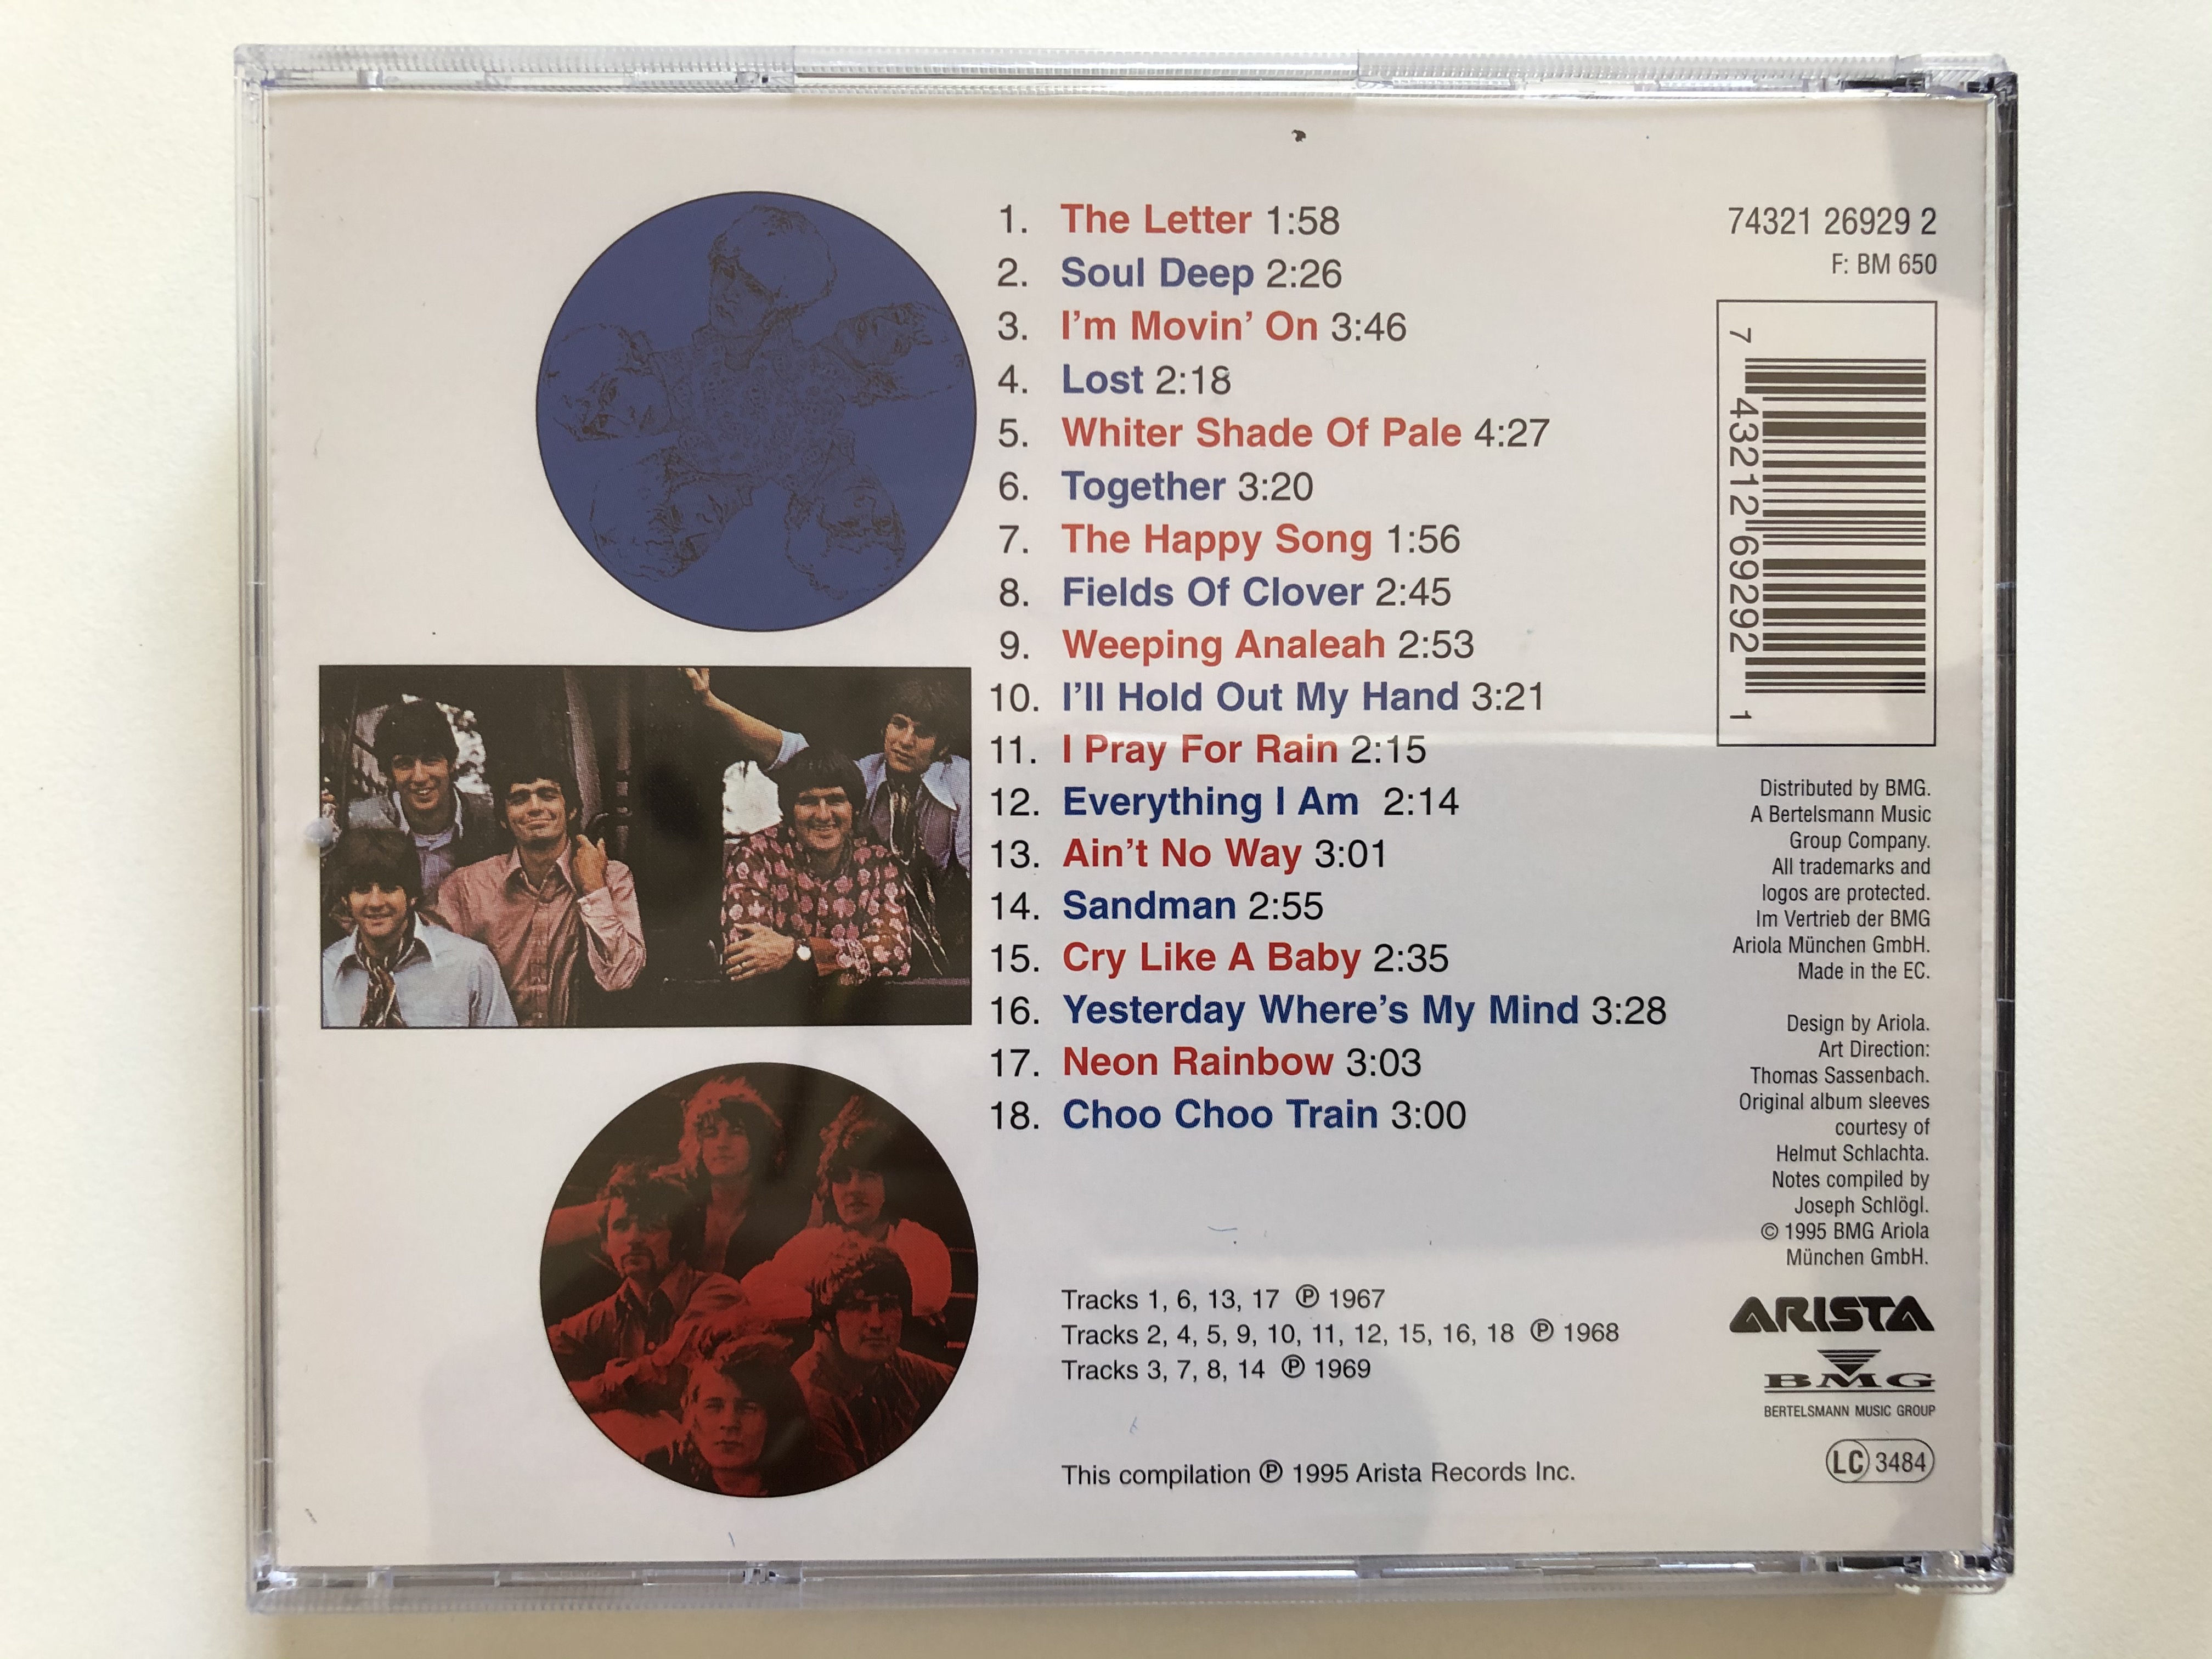 1. The Letter 1:58
2. Soul Deep 2:26
3. I'm Movin' On 3:46
4. Lost 2:18
5. Whiter Shade Of Pale 4:27
6. Together 3:20
7. The Happy Song 1:56
8. Fields Of Clover 2:45
9. Weeping Analeah 2:53
10. I'll Hold Out My Hand 3:21
11. I Pray For Rain 2:15
12. Everything I Am 2:14
13. Ain't No Way 3:01
14. Sandman 2:55
15. Cry Like A Baby 2:35
16. Yesterday Where's My Mind 3:28
17. Neon Rainbow 3:03
18. Choo Choo Train 3:00
Tracks 1, 6, 13, 17 ℗ 1967
Tracks 2, 4, 5, 9, 10, 11, 12, 15, 16, 18 ℗ 1968
Tracks 3, 7, 8, 14 ℗ 1969
This compilation ℗ 1995 Arista Records Inc.
74321 26929 2
F: BM 650
7 43212 69292 1
Distributed by BMG.
A Bertelsmann Music
Group Company.
All trademarks and
logos are protected.
Im Vertrieb der BMG
Ariola München GmbH.
Made in the EC.
Design by Ariola.
Art Direction:
Thomas Sassenbach.
Original album sleeves
courtesy of
Helmut Schlachta.
Notes compiled by
Joseph Schlögl.
© 1995 BMG Ariola
München GmbH.
ARISTA
BMG
BERTELSMANN MUSIC GROUP
LC 3484